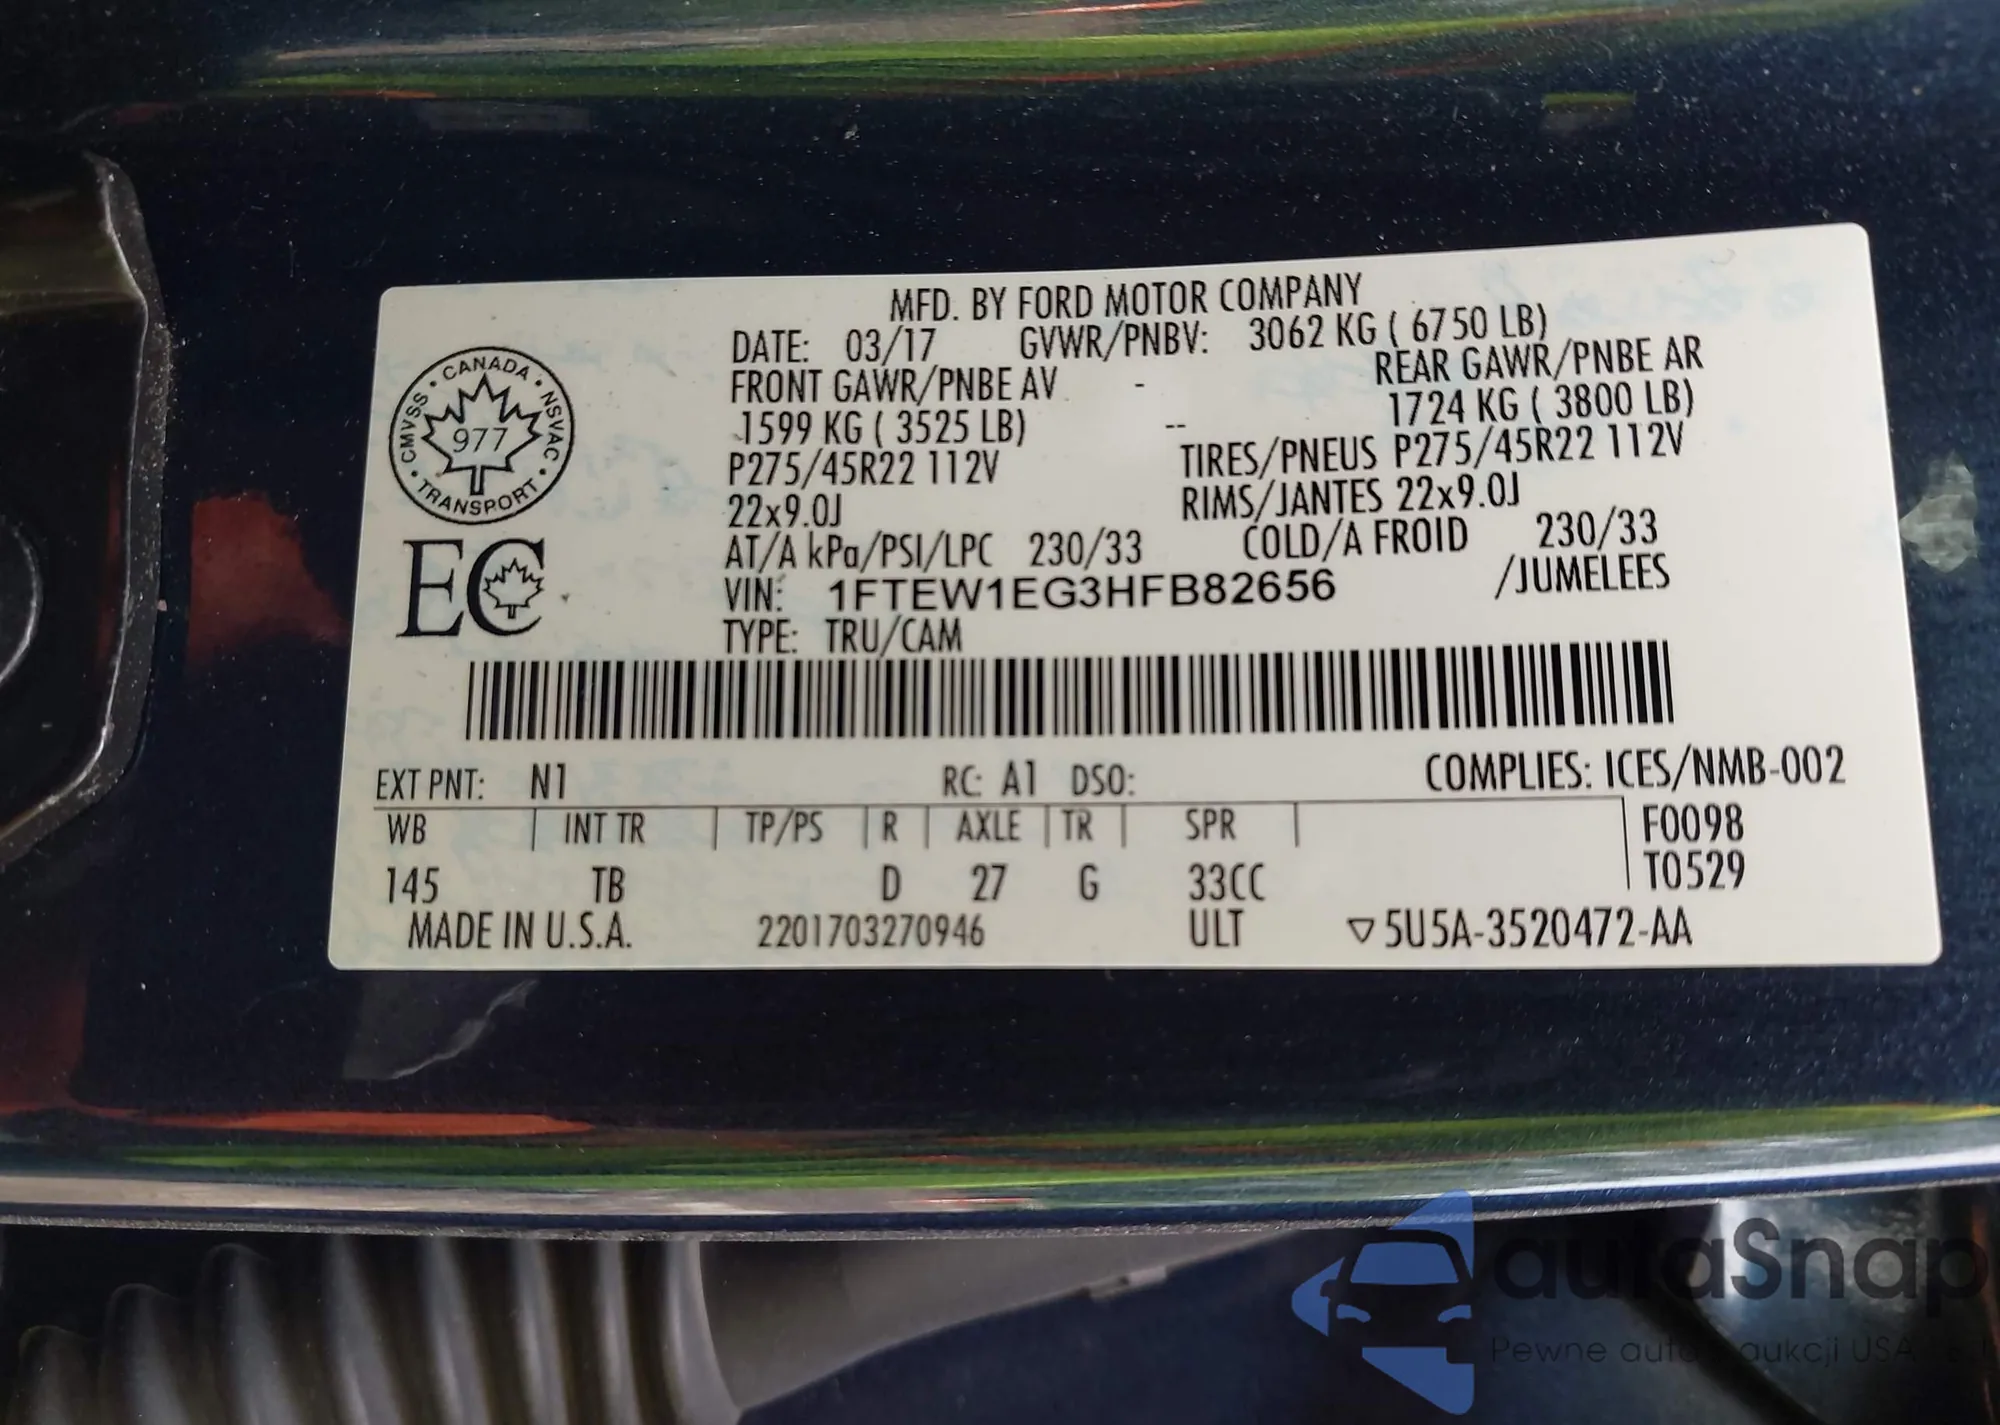 MFD. BY FORD MOTOR COMPANY
DATE: 03/17 GVWR/PNBV: 3062 KG ( 6750 LB)
FRONT GAWR/PNBE AV - REAR GAWR/PNBE AR
1599 KG ( 3525 LB) -- 1724 KG ( 3800 LB)
P275/45R22 112V TIRES/PNEUS P275/45R22 112V
22x9.0J RIMS/JANTES 22x9.0J
AT/A kPa/PSI/LPC 230/33 COLD/A FROID 230/33
VIN: 1FTEW1EG3HFB82656 /JUMELEES
TYPE: TRU/CAM
CANADA · NSVAC · TRANSPORT · CMVSS ·
977
EC
EXT PNT: N1 RC: A1 DSO: COMPLIES: ICES/NMB-002
WB INT TR TP/PS R AXLE TR SPR F0098
145 TB D 27 G 33CC T0529
MADE IN U.S.A. 2201703270946 ULT ▽5U5A-3520472-AA
autaSnap
Pewne auta aukcji USA